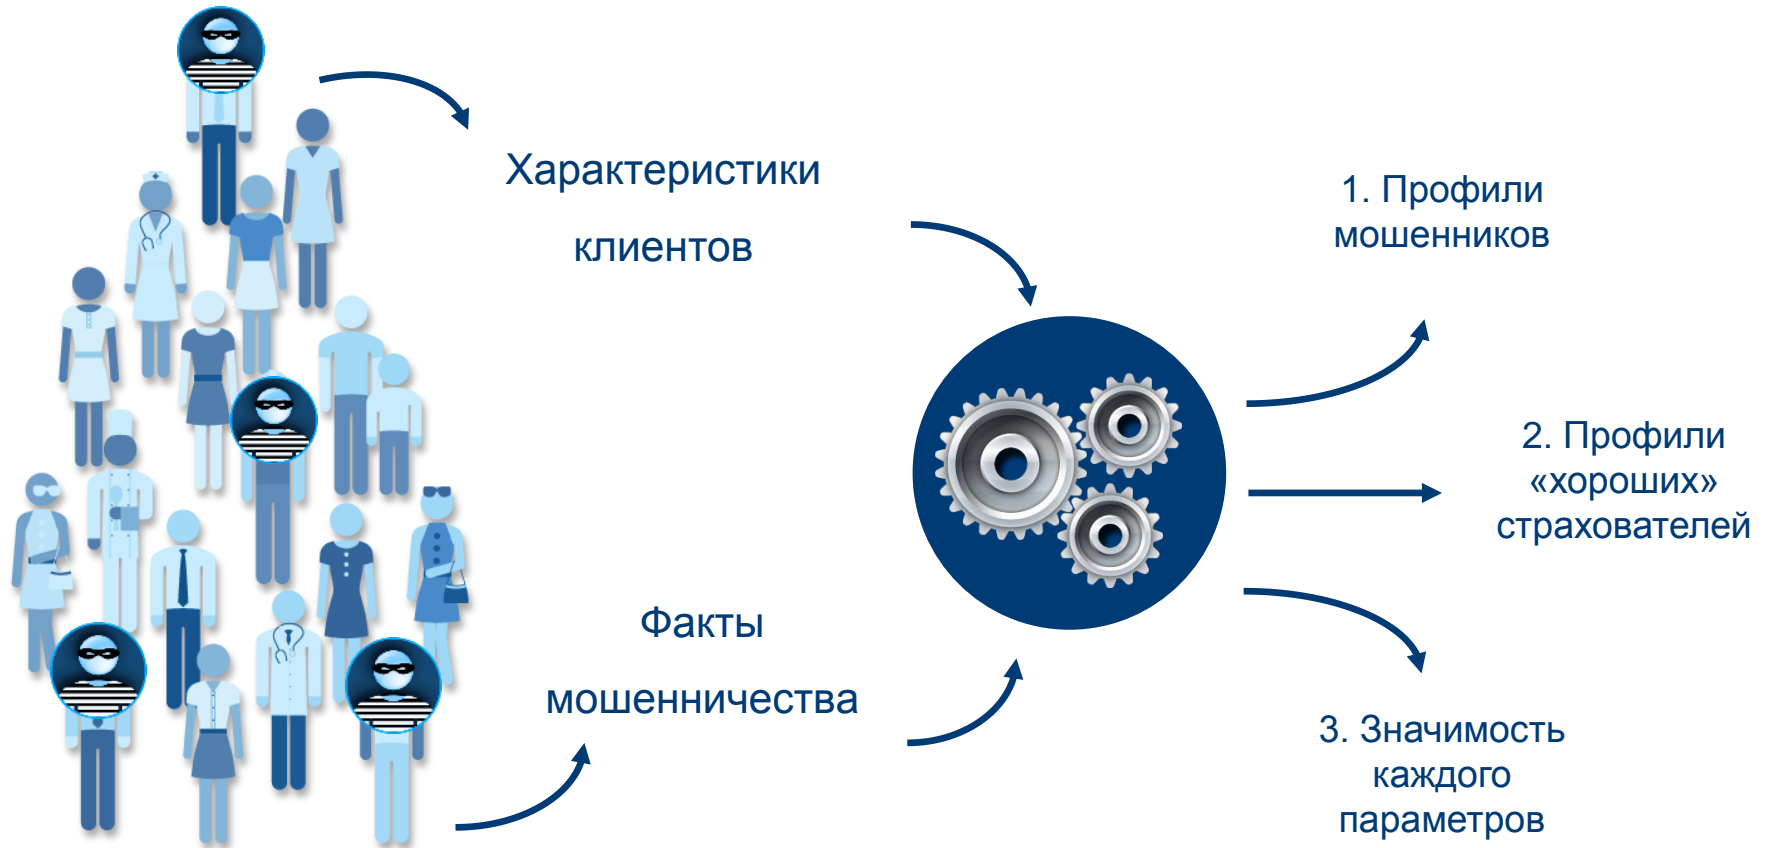 Характеристики
клиентов
Факты
мошенничества
1. Профили
мошенников
2. Профили
«хороших»
страхователей
3. Значимость
каждого
параметров